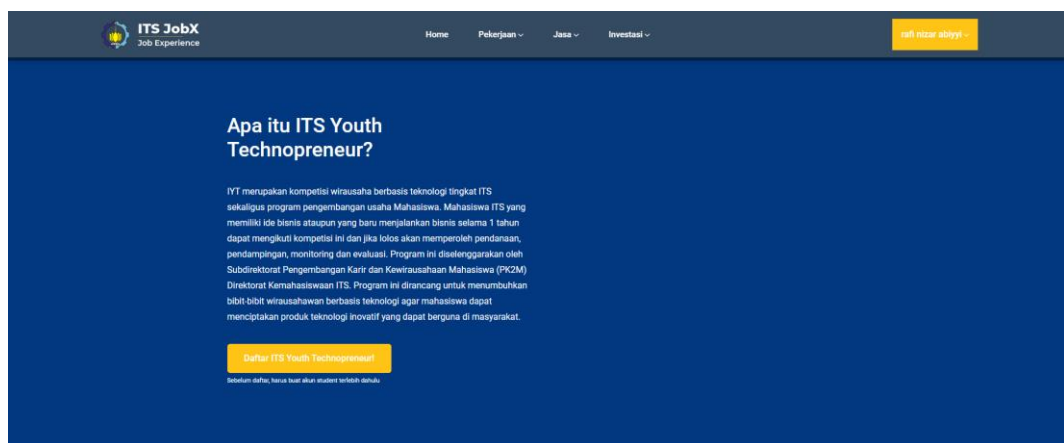 ITS JobX
Job Experience
Home
Pekerjaan
Jasa
Investasi
rafi nizar abiyyi
Apa itu ITS Youth
Technopreneur?
IYT merupakan kompetisi wirausaha berbasis teknologi tingkat ITS
sekaligus program pengembangan usaha Mahasiswa. Mahasiswa ITS yang
memiliki ide bisnis ataupun yang baru menjalankan bisnis selama 1 tahun
dapat mengikuti kompetisi ini dan jika lolos akan memperoleh pendanaan,
pendampingan, monitoring dan evaluasi. Program ini diselenggarakan oleh
Subdirektorat Pengembangan Karir dan Kewirausahaan Mahasiswa (PK2M)
Direktorat Kemahasiswaan ITS. Program ini dirancang untuk menumbuhkan
bibit-bibit wirausahawan berbasis teknologi agar mahasiswa dapat
menciptakan produk teknologi inovatif yang dapat berguna di masyarakat.
Daftar ITS Youth Technopreneur!
Sebelum daftar, harus buat akun student terlebih dahulu